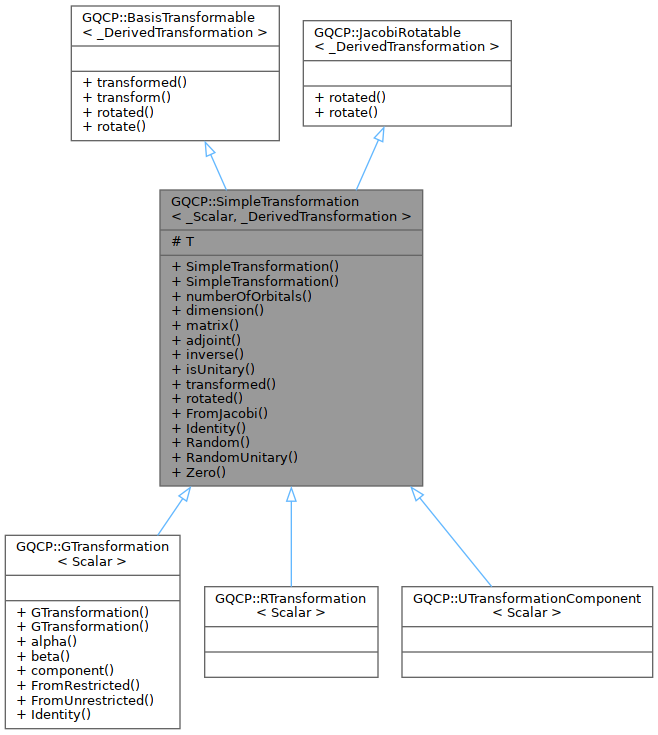 GQCP::BasisTransformable
< _DerivedTransformation >
+ transformed()
+ transform()
+ rotated()
+ rotate()
GQCP::JacobiRotatable
< _DerivedTransformation >
+ rotated()
+ rotate()
GQCP::SimpleTransformation
< _Scalar, _DerivedTransformation >
# T
+ SimpleTransformation()
+ SimpleTransformation()
+ numberOfOrbitals()
+ dimension()
+ matrix()
+ adjoint()
+ inverse()
+ isUnitary()
+ transformed()
+ rotated()
+ FromJacobi()
+ Identity()
+ Random()
+ RandomUnitary()
+ Zero()
GQCP::GTransformation
< Scalar >
+ GTransformation()
+ GTransformation()
+ alpha()
+ beta()
+ component()
+ FromRestricted()
+ FromUnrestricted()
+ Identity()
GQCP::RTransformation
< Scalar >
GQCP::UTransformationComponent
< Scalar >